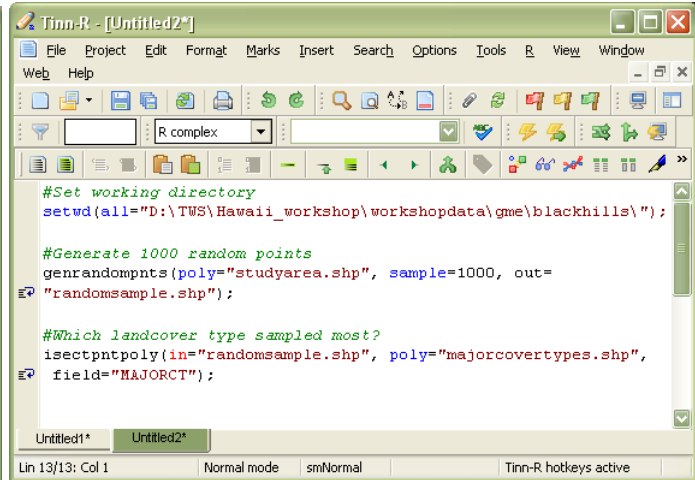 Tinn-R - [Untitled2*]
File Project Edit Format Marks Insert Search Options Tools R View Window
Web Help
R complex
#Set working directory
setwd(all="D:\TWS\Hawaii_workshop\workshopdata\gme\blackhills\");
#Generate 1000 random points
genrandompnts(poly="studyarea.shp", sample=1000, out=
"randomsample.shp");
#Which landcover type sampled most?
isectpntpoly(in="randomsample.shp", poly="majorcovertypes.shp",
field="MAJORCT");
Untitled1* Untitled2*
Lin 13/13: Col 1 Normal mode smNormal Tinn-R hotkeys active